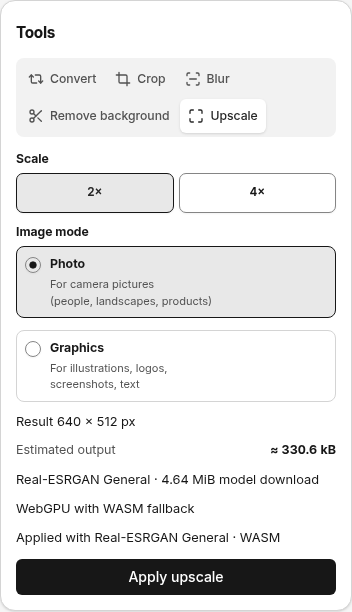 Tools
Convert Crop Blur
Remove background Upscale
Scale
2× 4×
Image mode
Photo
For camera pictures
(people, landscapes, products)
Graphics
For illustrations, logos,
screenshots, text
Result 640 × 512 px
Estimated output ≈ 330.6 kB
Real-ESRGAN General · 4.64 MiB model download
WebGPU with WASM fallback
Applied with Real-ESRGAN General · WASM
Apply upscale